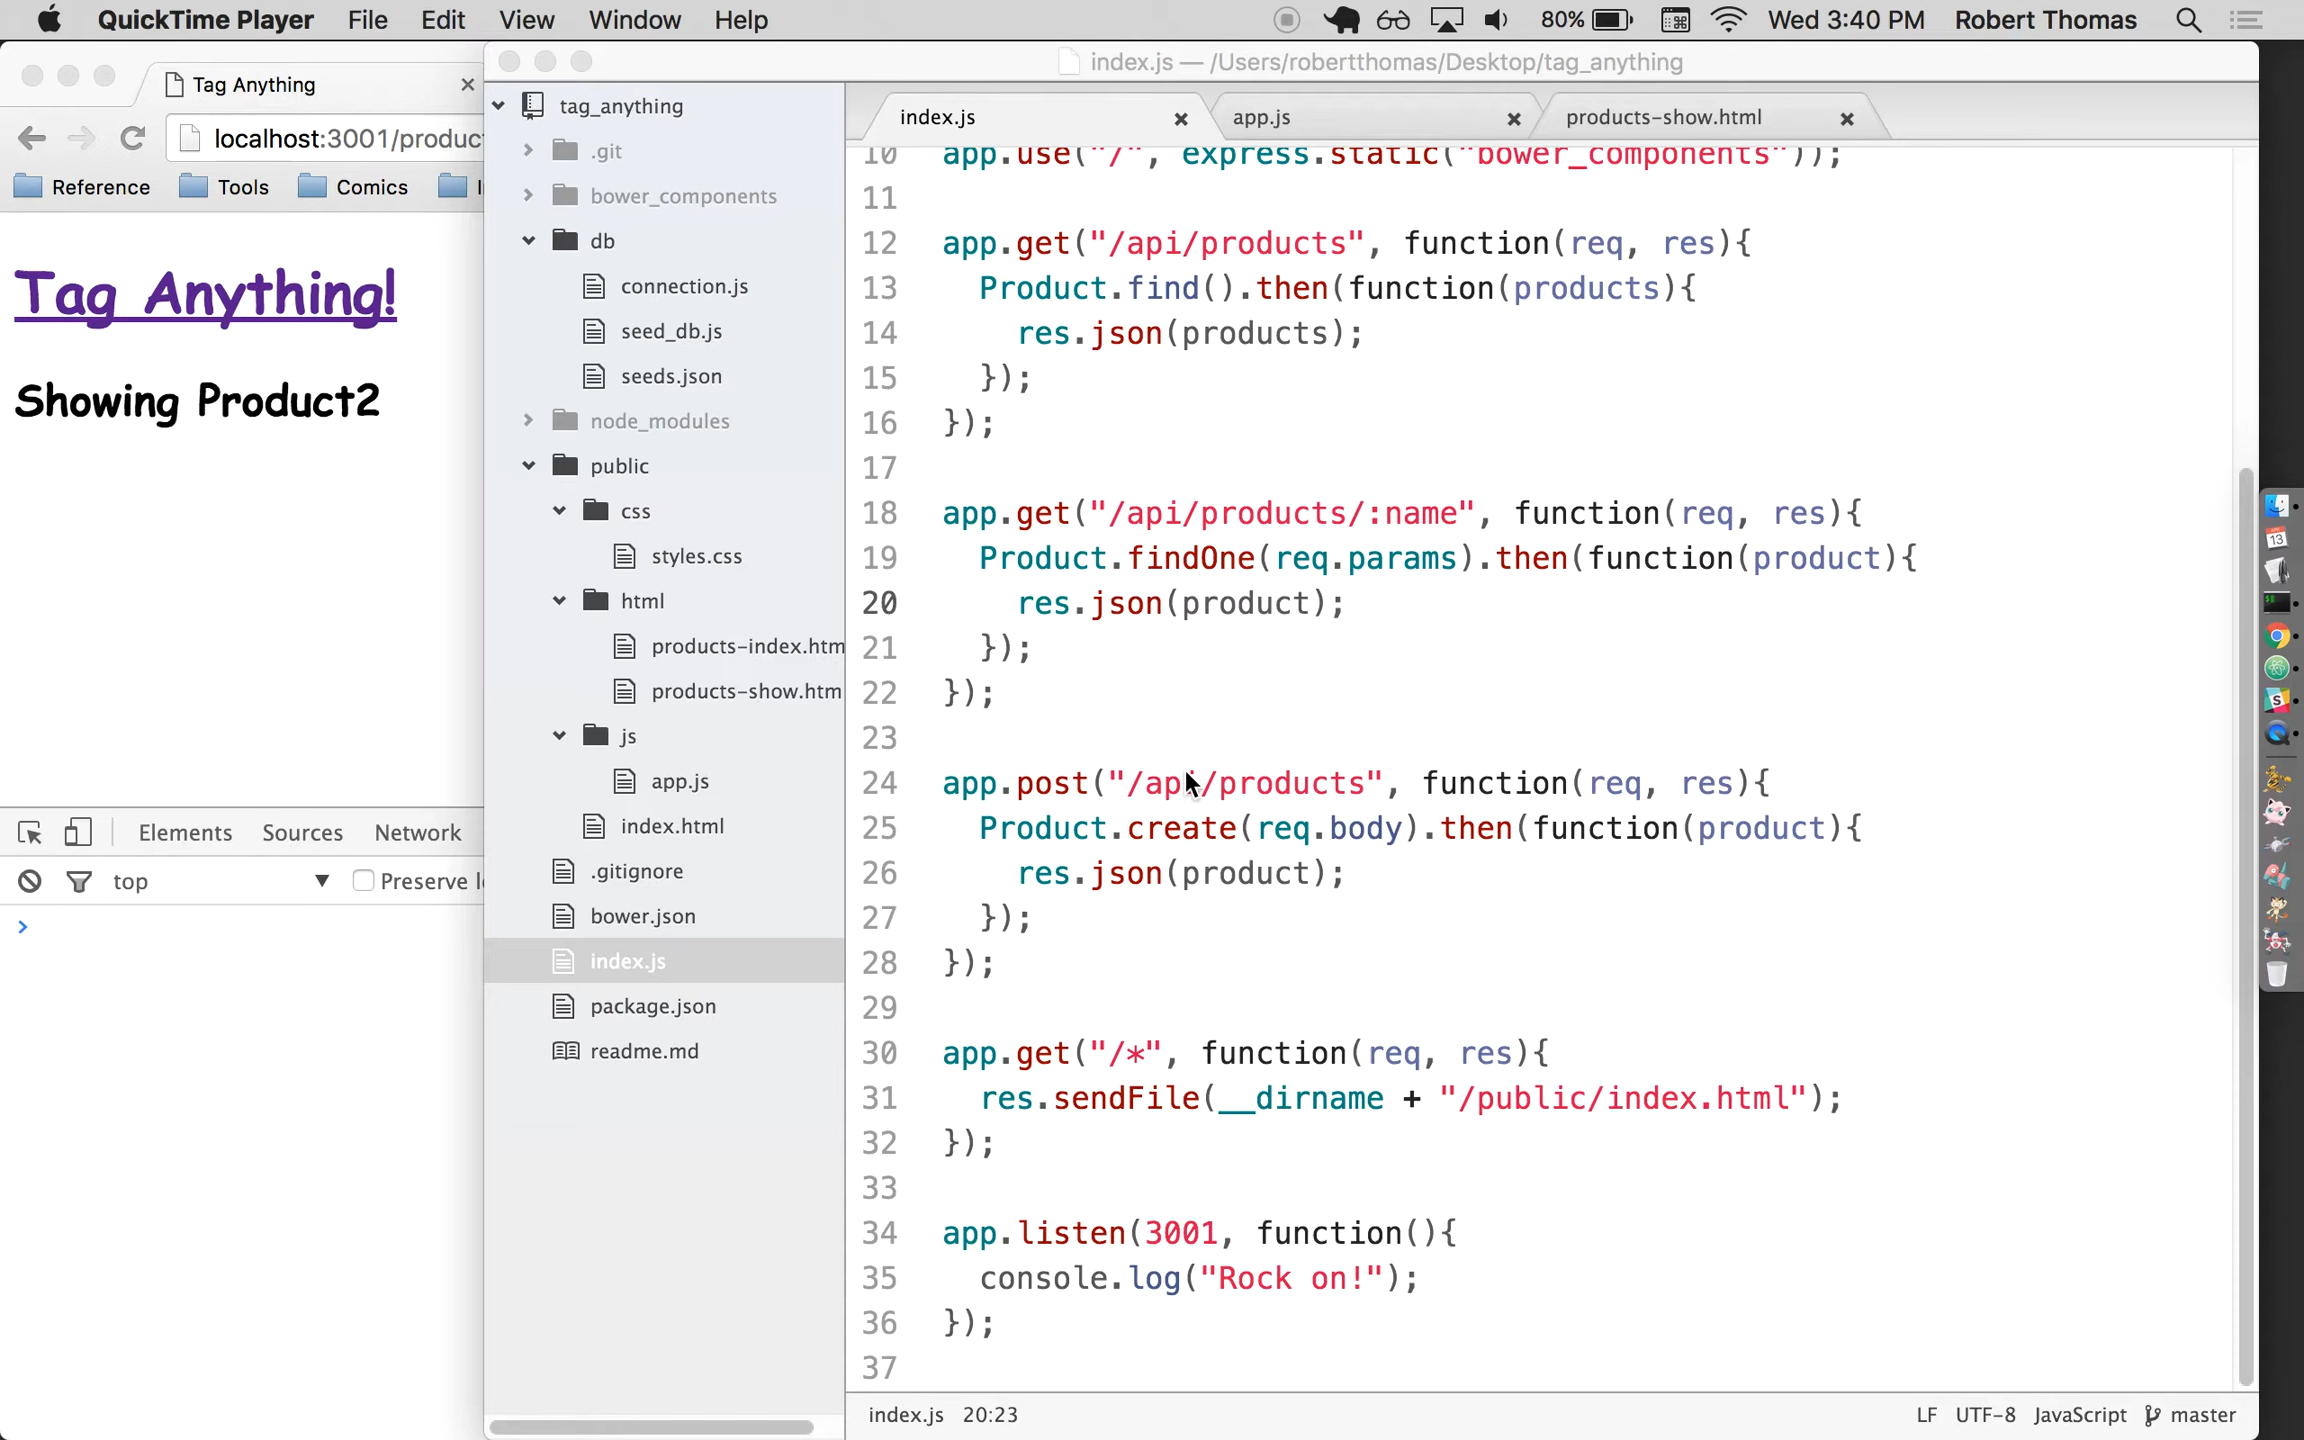 QuickTime Player File Edit View Window Help 80% Wed 3:40 PM Robert Thomas
Tag Anything
localhost:3001/produc
Reference Tools Comics
Tag Anything!
Showing Product2
Elements Sources Network
top Preserve
index.js — /Users/robertthomas/Desktop/tag_anything
tag_anything
.git
bower_components
db
connection.js
seed_db.js
seeds.json
node_modules
public
css
styles.css
html
products-index.htm
products-show.htm
js
app.js
index.html
.gitignore
bower.json
index.js
package.json
readme.md
index.js app.js products-show.html
10 app.use("/", express.static("bower_components"));
11
12 app.get("/api/products", function(req, res){
13 Product.find().then(function(products){
14 res.json(products);
15 });
16 });
17
18 app.get("/api/products/:name", function(req, res){
19 Product.findOne(req.params).then(function(product){
20 res.json(product);
21 });
22 });
23
24 app.post("/api/products", function(req, res){
25 Product.create(req.body).then(function(product){
26 res.json(product);
27 });
28 });
29
30 app.get("/*", function(req, res){
31 res.sendFile(__dirname + "/public/index.html");
32 });
33
34 app.listen(3001, function(){
35 console.log("Rock on!");
36 });
37
index.js 20:23 LF UTF-8 JavaScript master
13